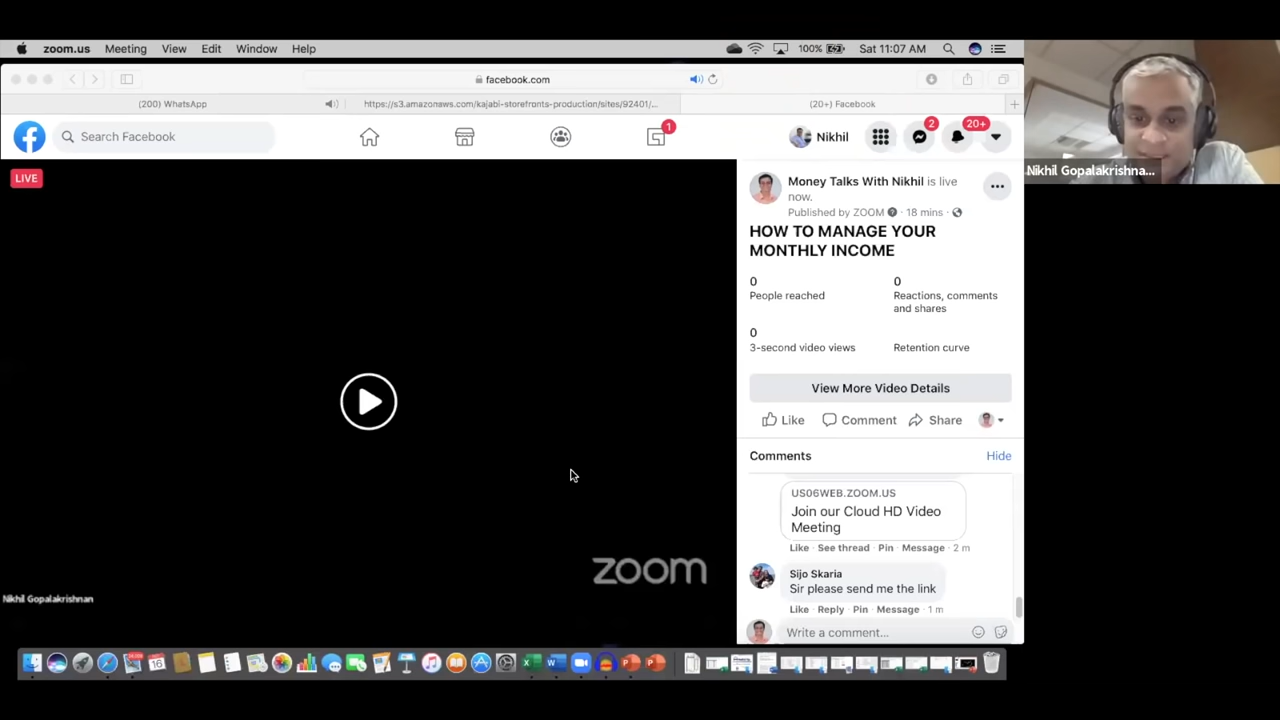 zoom.us Meeting View Edit Window Help 100% Sat 11:07 AM
facebook.com
(200) WhatsApp
https://s3.amazonaws.com/kajabi-storefronts-production/sites/92401/...
(20+) Facebook
Search Facebook
1
Nikhil
2
20+
Nikhil Gopalakrishna...
LIVE
Money Talks With Nikhil is live
now.
Published by ZOOM · 18 mins ·
HOW TO MANAGE YOUR
MONTHLY INCOME
0
People reached
0
Reactions, comments
and shares
0
3-second video views
Retention curve
View More Video Details
Like Comment Share
Comments Hide
US06WEB.ZOOM.US
Join our Cloud HD Video
Meeting
Like · See thread · Pin · Message · 2 m
Sijo Skaria
Sir please send me the link
Like · Reply · Pin · Message · 1 m
Write a comment...
zoom
Nikhil Gopalakrishnan
16